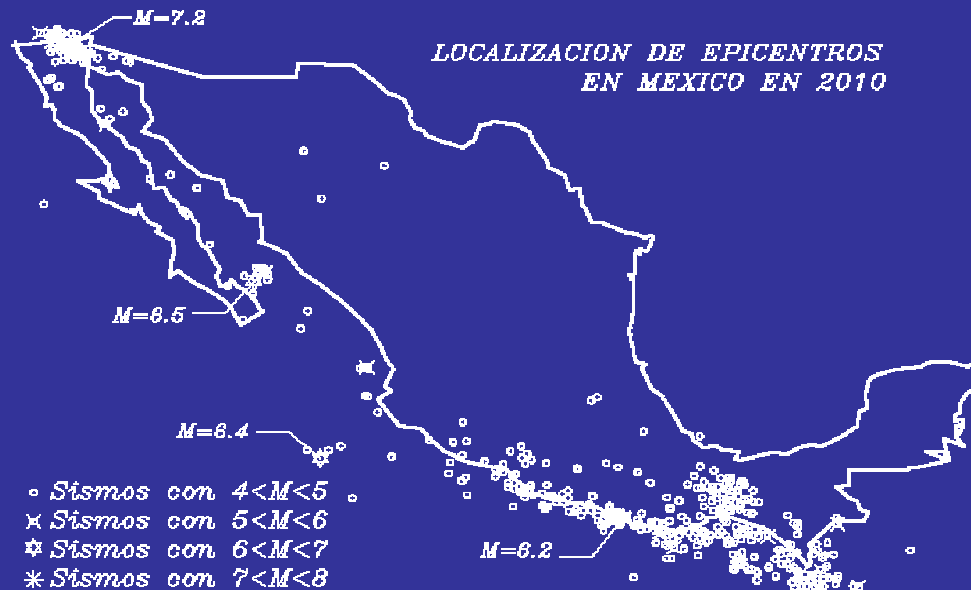 M=7.2
LOCALIZACION DE EPICENTROS
EN MEXICO EN 2010
M=6.5
M=6.4
Sismos con 4<M<5
Sismos con 5<M<6
Sismos con 6<M<7
Sismos con 7<M<8
M=6.2